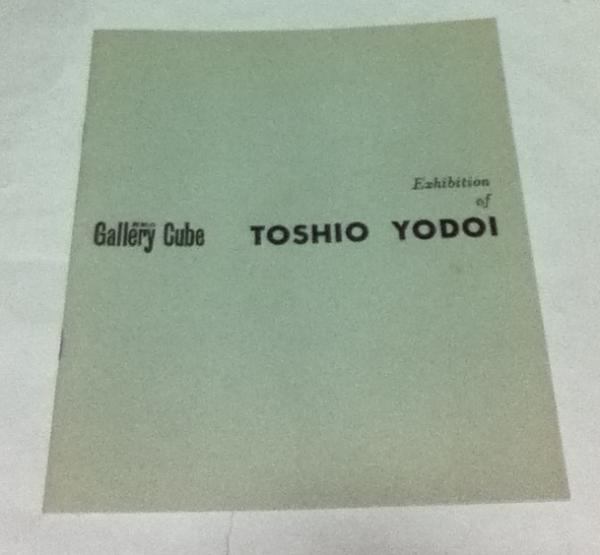 Exhibition
of
Gallery Cube TOSHIO YODOI